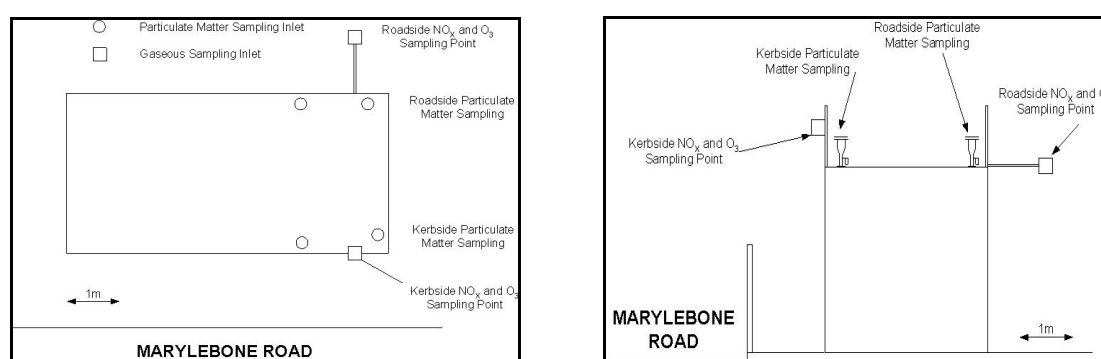 Particulate Matter Sampling Inlet
Gaseous Sampling Inlet
Roadside NOX and O3
Sampling Point
Roadside Particulate
Matter Sampling
Kerbside Particulate
Matter Sampling
Kerbside NOX and O3
Sampling Point
1m
MARYLEBONE ROAD
Roadside Particulate
Matter Sampling
Kerbside Particulate
Matter Sampling
Roadside NOX and O
Sampling Point
Kerbside NOX and O3
Sampling Point
MARYLEBONE
ROAD
1m